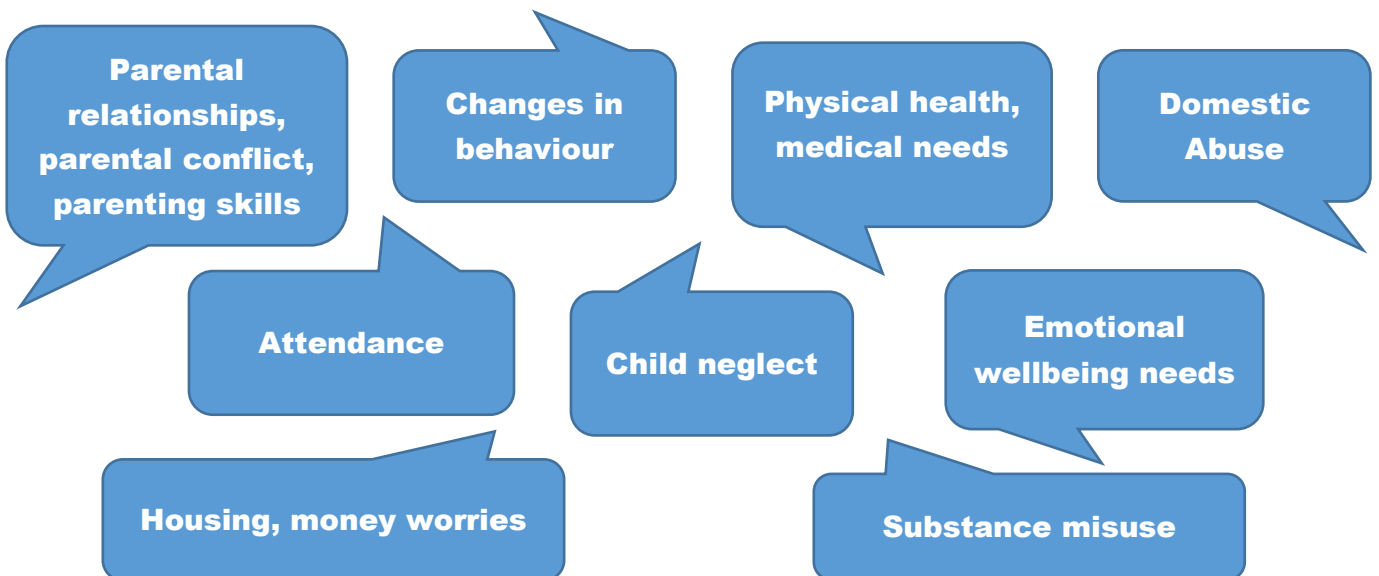 Parental
relationships,
parental conflict,
parenting skills
Changes in
behaviour
Physical health,
medical needs
Domestic
Abuse
Attendance
Child neglect
Emotional
wellbeing needs
Housing, money worries
Substance misuse